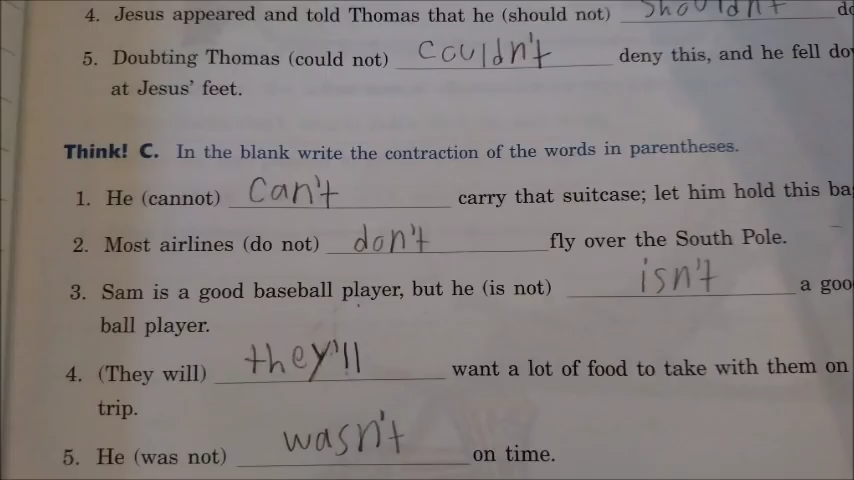 4. Jesus appeared and told Thomas that he (should not) shouldn't
5. Doubting Thomas (could not) couldn't deny this, and he fell
at Jesus' feet.
Think! C. In the blank write the contraction of the words in parentheses.
1. He (cannot) can't carry that suitcase; let him hold this
2. Most airlines (do not) don't fly over the South Pole.
3. Sam is a good baseball player, but he (is not) isn't a
ball player.
4. (They will) they'll want a lot of food to take with them on
trip.
5. He (was not) wasn't on time.